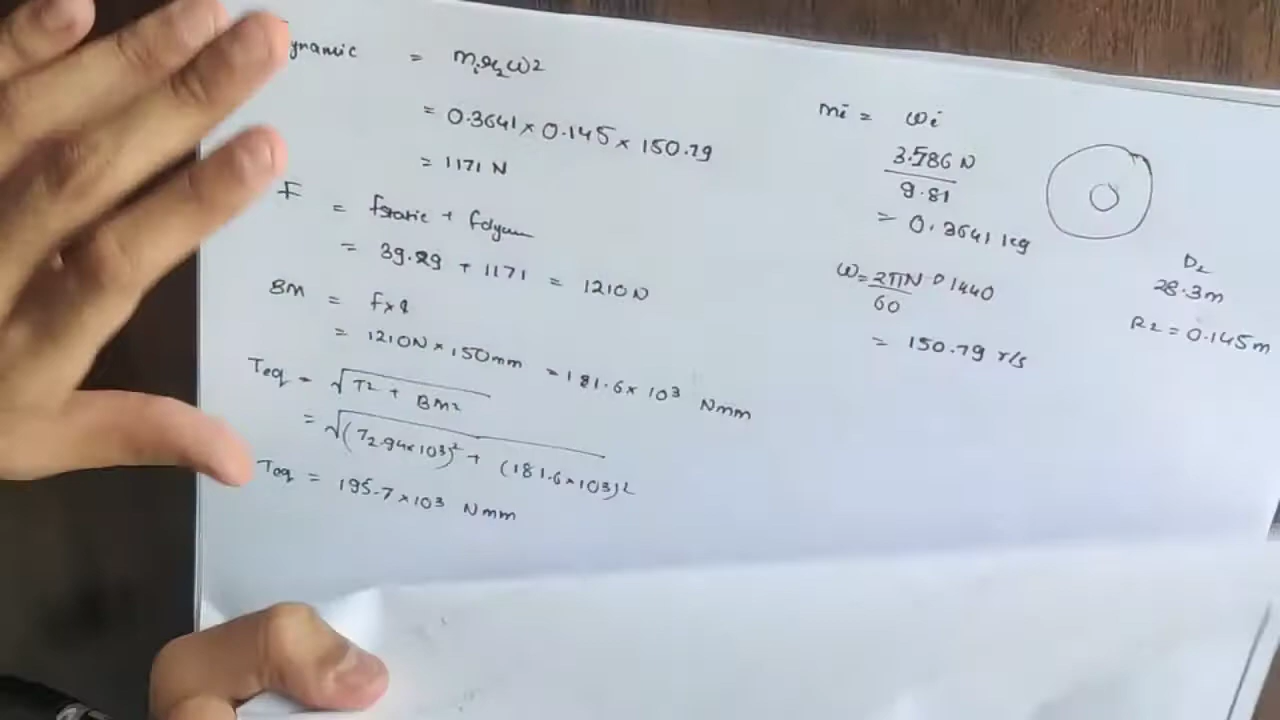 ynamic = mir2ω2
= 0.3641 × 0.145 × 150.79
= 1171 N
F = fstatic + fdyam
= 39.29 + 1171 = 1210 N
BM = f × l
= 1210N × 150mm = 181.6 × 10³ Nmm
Teq = √T² + BM²
= √(72.94×10³)² + (181.6×10³)²
Teq = 195.7×10³ Nmm
mi = ωi
3.586 N
9.81
= 0.3641 kg
ω = 2πN → 1440
60
= 150.79 r/s
D2
28.3m
R2 = 0.145m